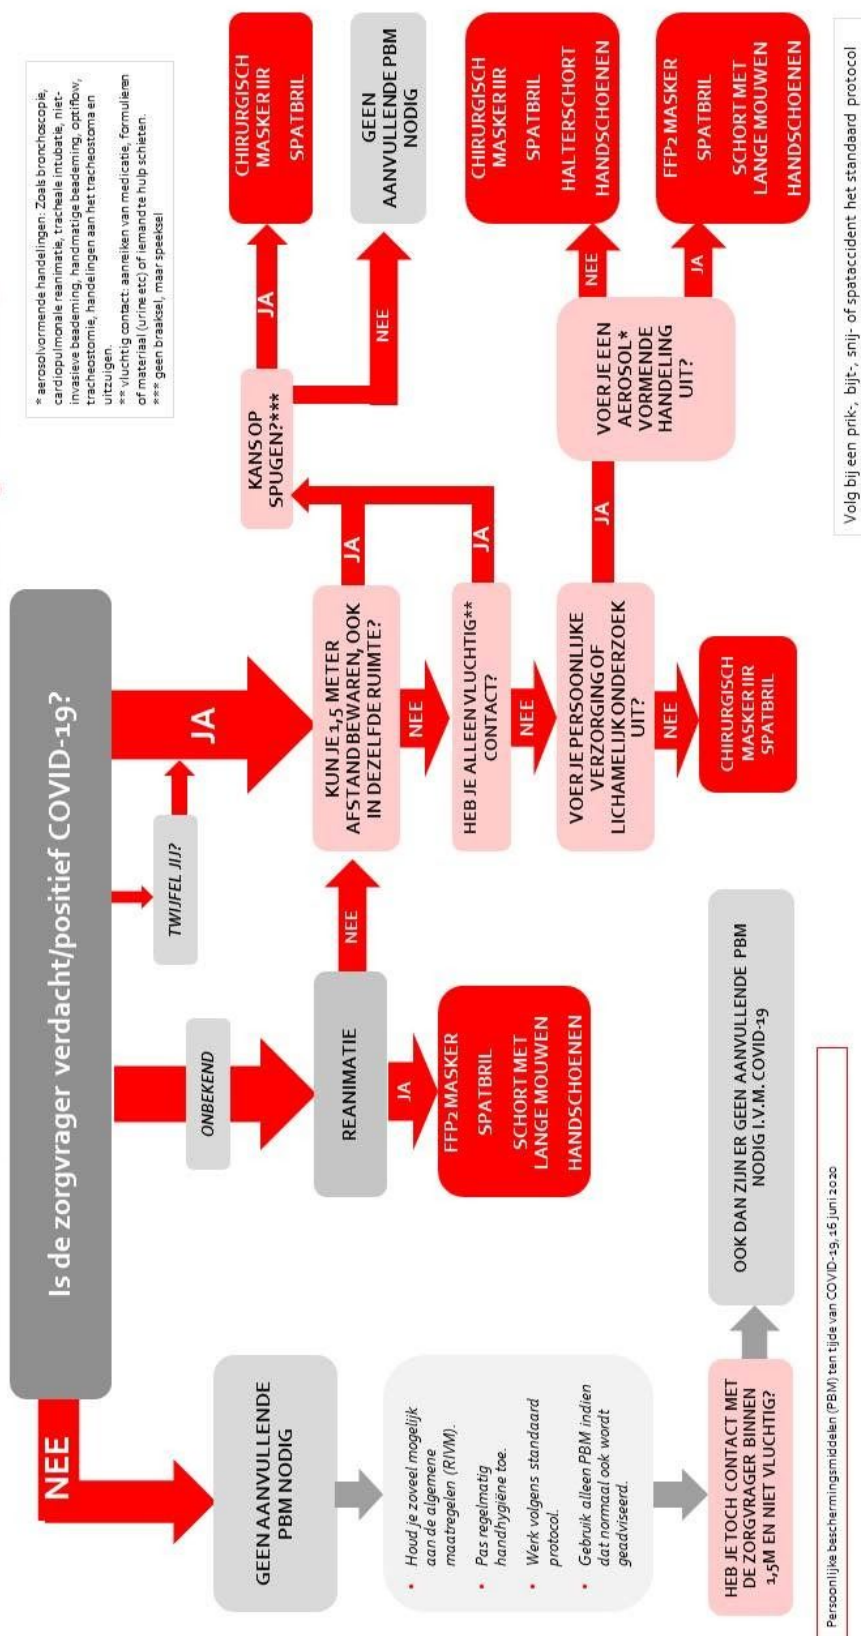 Is de zorgvrager verdacht/positief COVID-19?
NEE
GEEN AANVULLENDE
PBM NODIG
• Houd je zoveel mogelijk
aan de algemene
maatregelen (RIVM).
• Pas regelmatig
handhygiëne toe.
• Werk volgens standaard
protocol.
• Gebruik alleen PBM indien
dat normaal ook wordt
geadviseerd.
HEB JE TOCH CONTACT MET
DE ZORGVRAGER BINNEN
1,5M EN NIET VLUCHTIG?
OOK DAN ZIJN ER GEEN AANVULLENDE PBM
NODIG I.V.M. COVID-19
ONBEKEND
REANIMATIE
JA
FFP2 MASKER
SPATBRIL
SCHORT MET
LANGE MOUWEN
HANDSCHOENEN
NEE
TWIJFEL JIJ?
JA
KUN JE 1,5 METER
AFSTAND BEWAREN, OOK
IN DEZELFDE RUIMTE?
JA
NEE
HEB JE ALLEEN VLUCHTIG**
CONTACT?
JA
NEE
VOER JE PERSOONLIJKE
VERZORGING OF
LICHAMELIJK ONDERZOEK
UIT?
JA
NEE
CHIRURGISCH
MASKER IIR
SPATBRIL
KANS OP
SPUGEN?***
JA
CHIRURGISCH
MASKER IIR
SPATBRIL
NEE
GEEN
AANVULLENDE PBM
NODIG
VOER JE EEN
AEROSOL*
VORMENDE
HANDELING
UIT?
NEE
CHIRURGISCH
MASKER IIR
SPATBRIL
HALTERSCHORT
HANDSCHOENEN
JA
FFP2 MASKER
SPATBRIL
SCHORT MET
LANGE MOUWEN
HANDSCHOENEN
* aerosolvormende handelingen: Zoals bronchoscopie,
cardiopulmonale reanimatie, tracheale intubatie, niet-
invasieve beademing, handmatige beademing, optiflow,
tracheostomie, handelingen aan het tracheostoma en
uitzuigen.
** vluchtig contact: aanreiken van medicatie, formulieren
of materiaal (urine etc) of iemand te hulp schieten.
*** geen braaksel, maar speeksel
Persoonlijke beschermingsmiddelen (PBM) ten tijde van COVID-19, 16 juni 2020
Volg bij een prik-, bijt-, snij- of spataccident het standaard protocol